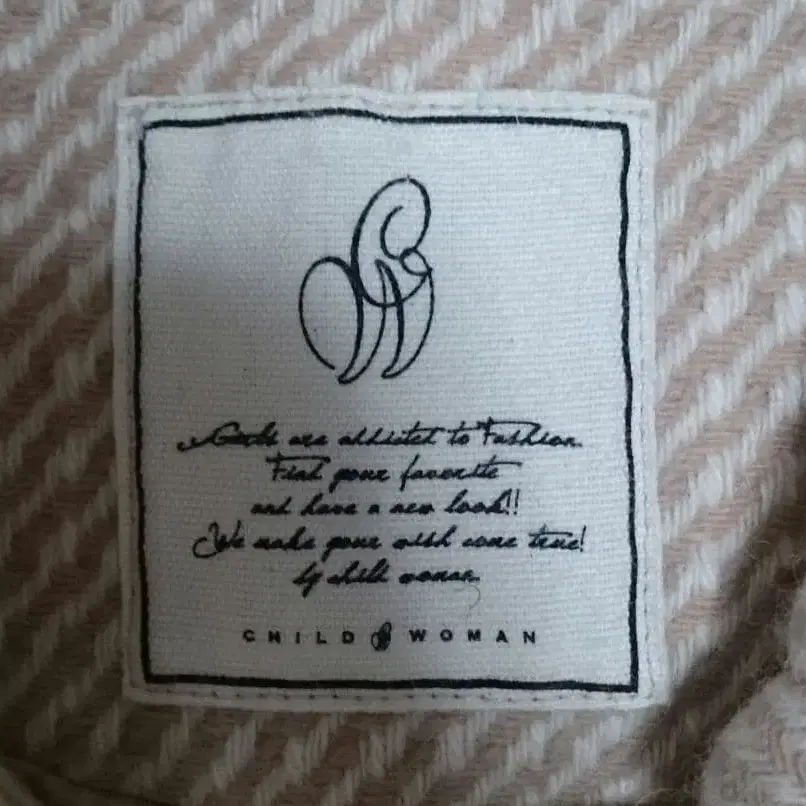 Girls are addicted to Fashion.
Find your favorite
and have a new look!!
We make your wish come true!
by child woman
CHILD WOMAN